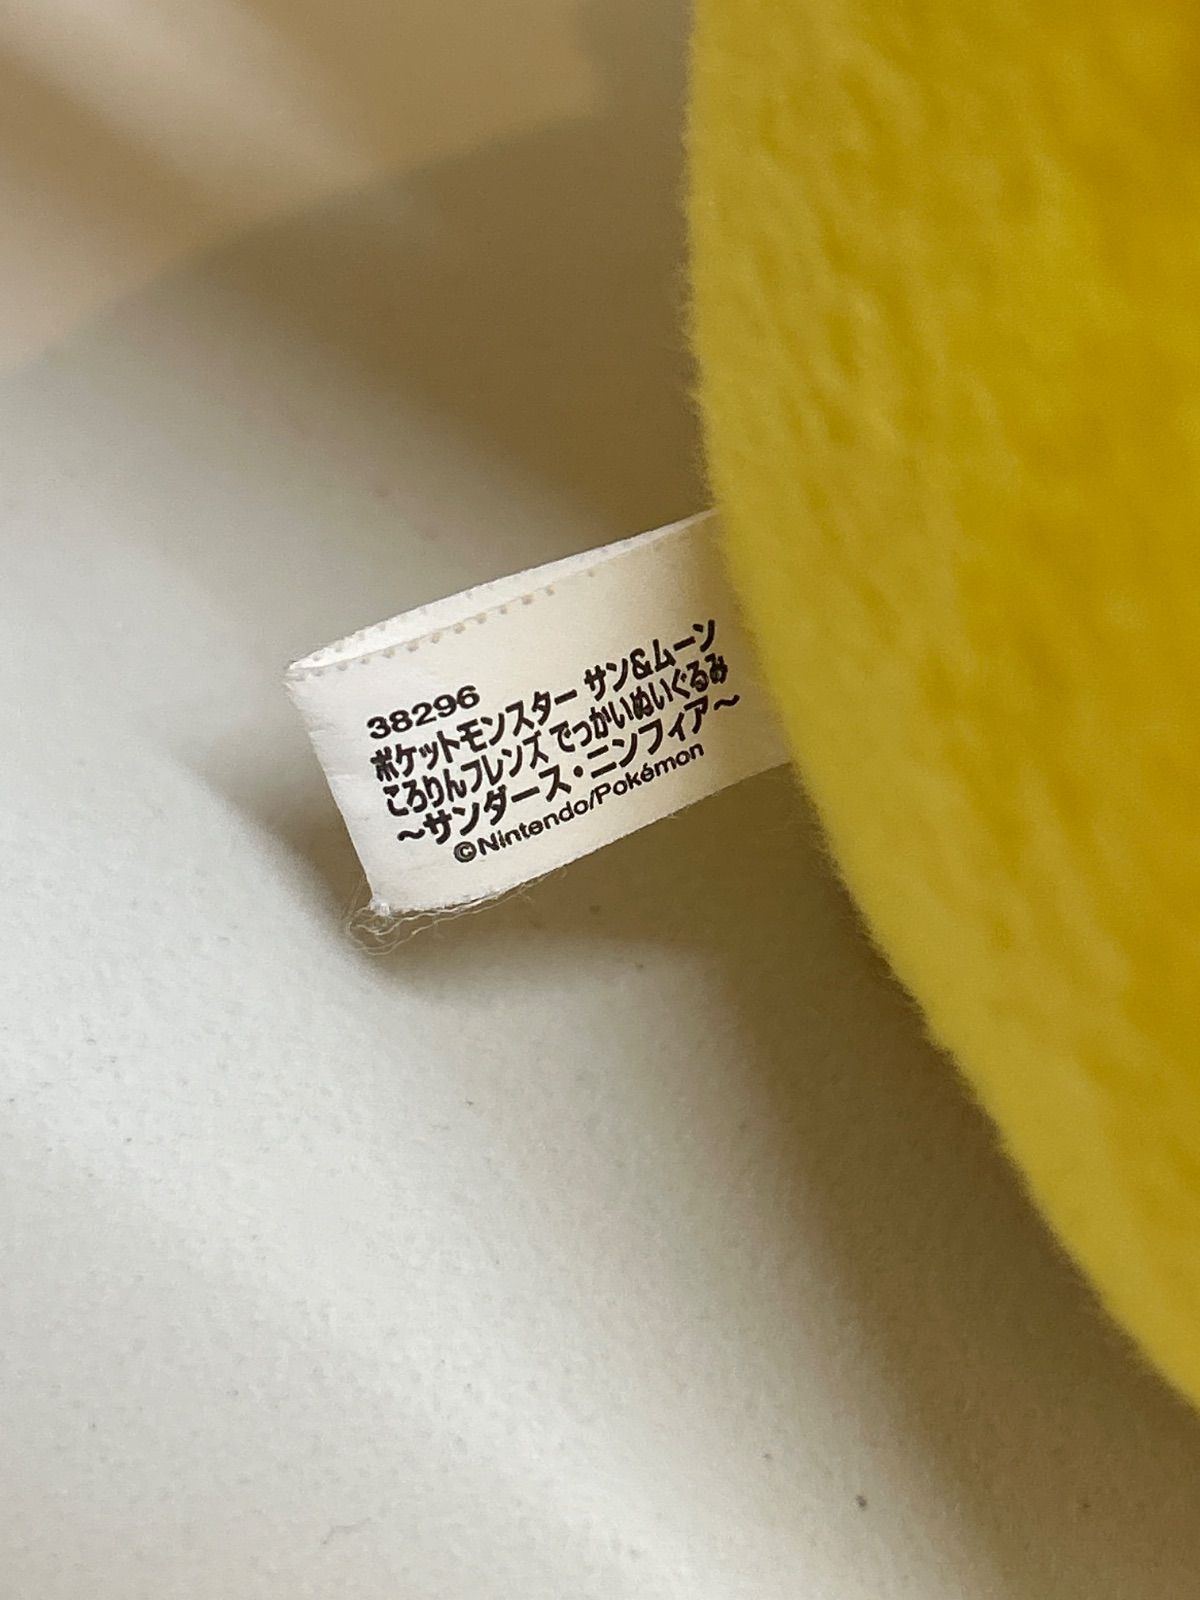 38296
ポケットモンスター サン&ムーン
ころりんフレンズ でっかいぬいぐるみ
～サンダース・ニンフィア～
©Nintendo/Pokémon